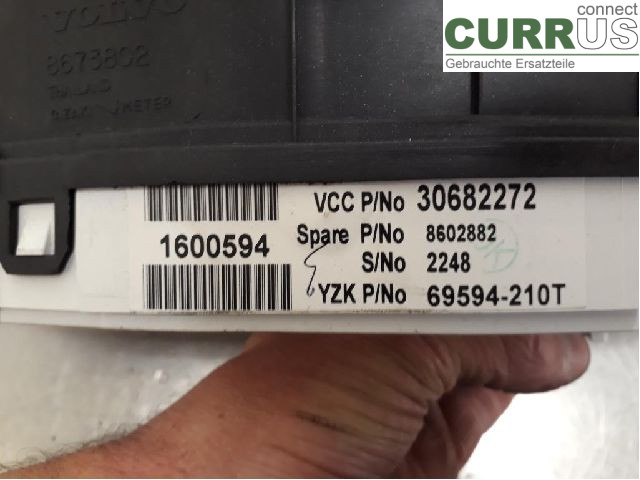 connect
CURRUS
Gebrauchte Ersatzteile
VOLVO
8673802
VCC P/No 30682272
Spare P/No 8602882
1600594
S/No 2248
YZK P/No 69594-210T